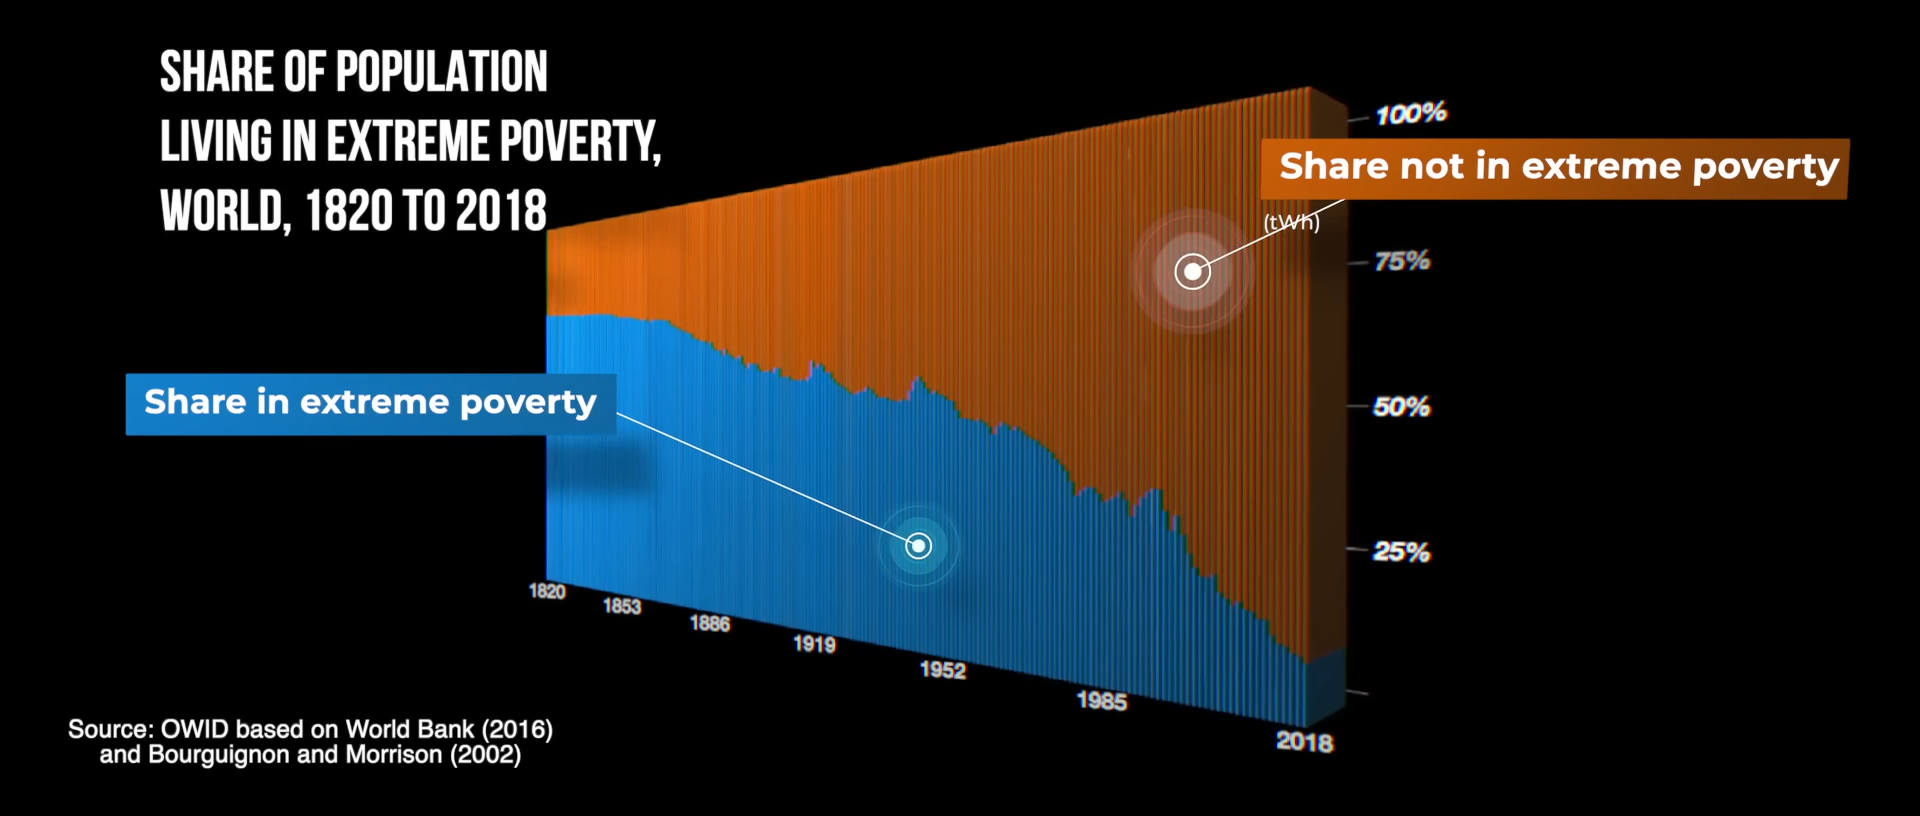 SHARE OF POPULATION
LIVING IN EXTREME POVERTY,
WORLD, 1820 TO 2018
100%
Share not in extreme poverty
(tWh)
75%
Share in extreme poverty
50%
25%
1820
1853
1886
1919
1952
1985
2018
Source: OWID based on World Bank (2016)
and Bourguignon and Morrison (2002)